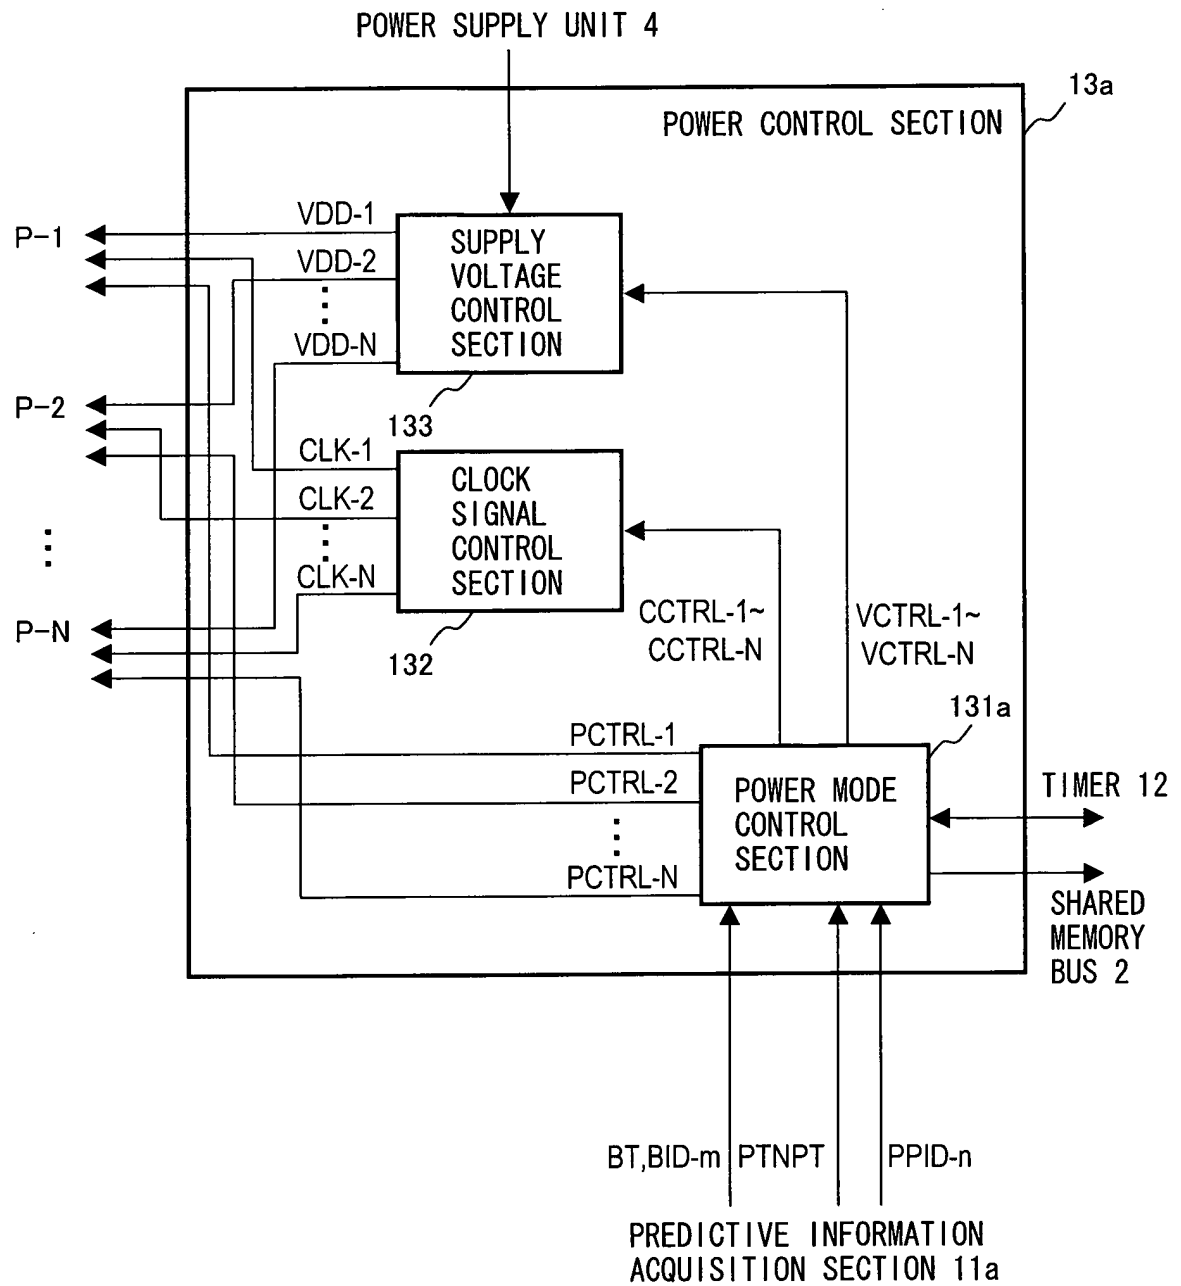 POWER SUPPLY UNIT 4
13a
POWER CONTROL SECTION
P-1
VDD-1
VDD-2
VDD-N
SUPPLY
VOLTAGE
CONTROL
SECTION
133
P-2
CLK-1
CLK-2
CLK-N
CLOCK
SIGNAL
CONTROL
SECTION
132
P-N
CCTRL-1~
CCTRL-N
VCTRL-1~
VCTRL-N
131a
PCTRL-1
PCTRL-2
PCTRL-N
POWER MODE
CONTROL
SECTION
TIMER 12
SHARED
MEMORY
BUS 2
BT,BID-m
PTNPT
PPID-n
PREDICTIVE INFORMATION
ACQUISITION SECTION 11a